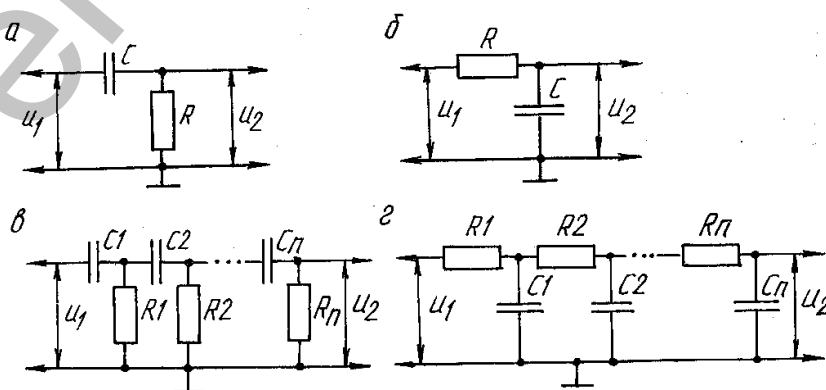 а
C
R
u₁
u₂
б
R
C
u₁
u₂
в
C1
C2
Cn
R1
R2
Rn
u₁
u₂
г
R1
R2
Rn
C1
C2
Cn
u₁
u₂